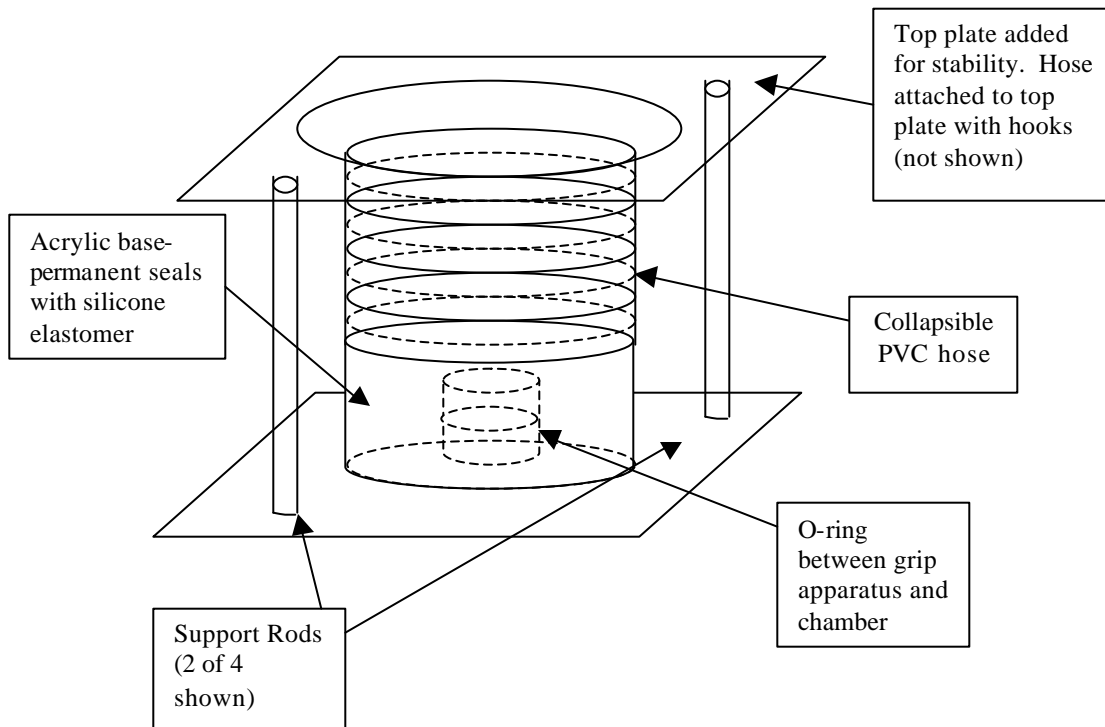 Top plate added
for stability.  Hose
attached to top
plate with hooks
(not shown)
Acrylic base-
permanent seals
with silicone
elastomer
Collapsible
PVC hose
O-ring
between grip
apparatus and
chamber
Support Rods
(2 of 4
shown)